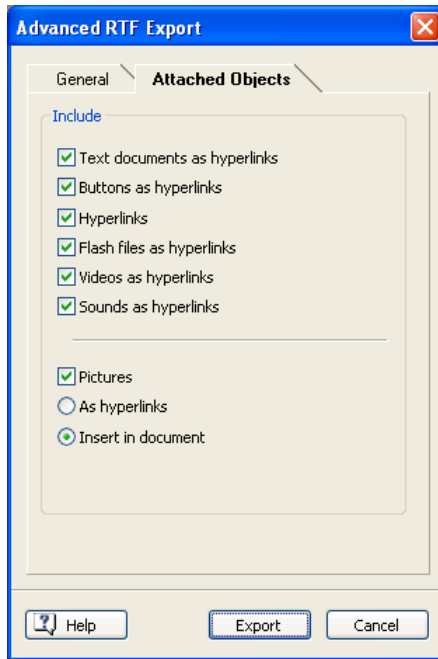 Advanced RTF Export
General Attached Objects
Include
Text documents as hyperlinks
Buttons as hyperlinks
Hyperlinks
Flash files as hyperlinks
Videos as hyperlinks
Sounds as hyperlinks
Pictures
As hyperlinks
Insert in document
Help Export Cancel